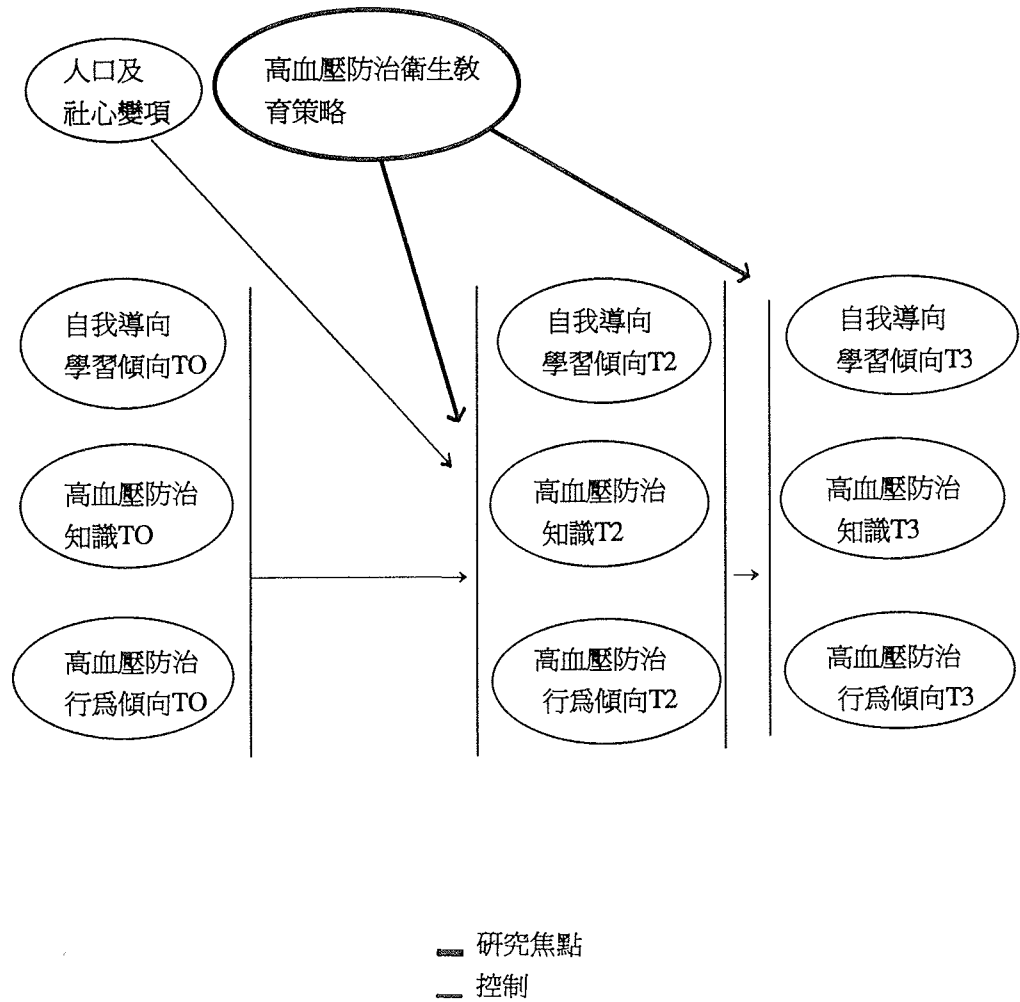 人口及
社心變項
高血壓防治衛生教
育策略
自我導向
學習傾向TO
自我導向
學習傾向T2
自我導向
學習傾向T3
高血壓防治
知識TO
高血壓防治
知識T2
高血壓防治
知識T3
高血壓防治
行爲傾向TO
高血壓防治
行爲傾向T2
高血壓防治
行爲傾向T3
研究焦點
控制